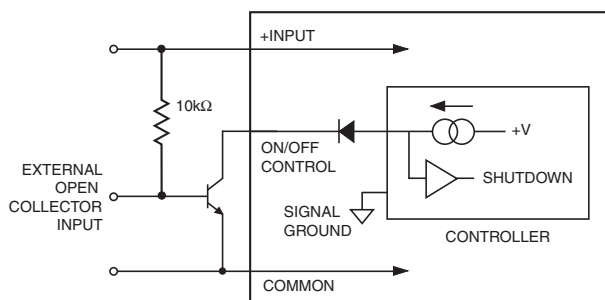 +INPUT
10kΩ
+V
ON/OFF
CONTROL
EXTERNAL
OPEN
COLLECTOR
INPUT
SHUTDOWN
SIGNAL
GROUND
CONTROLLER
COMMON